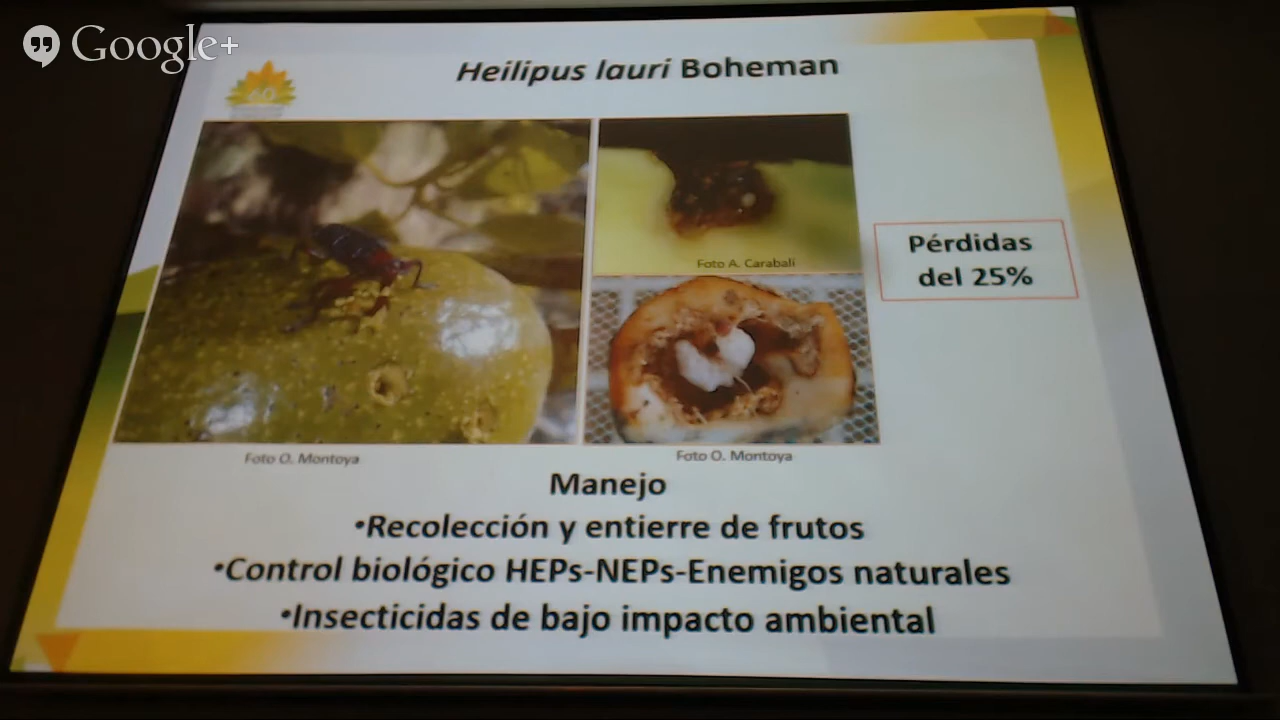 Google+
Heilipus lauri Boheman
60
Foto A. Carabalí
Pérdidas
del 25%
Foto O. Montoya
Foto O. Montoya
Manejo
•Recolección y entierre de frutos
•Control biológico HEPs-NEPs-Enemigos naturales
•Insecticidas de bajo impacto ambiental